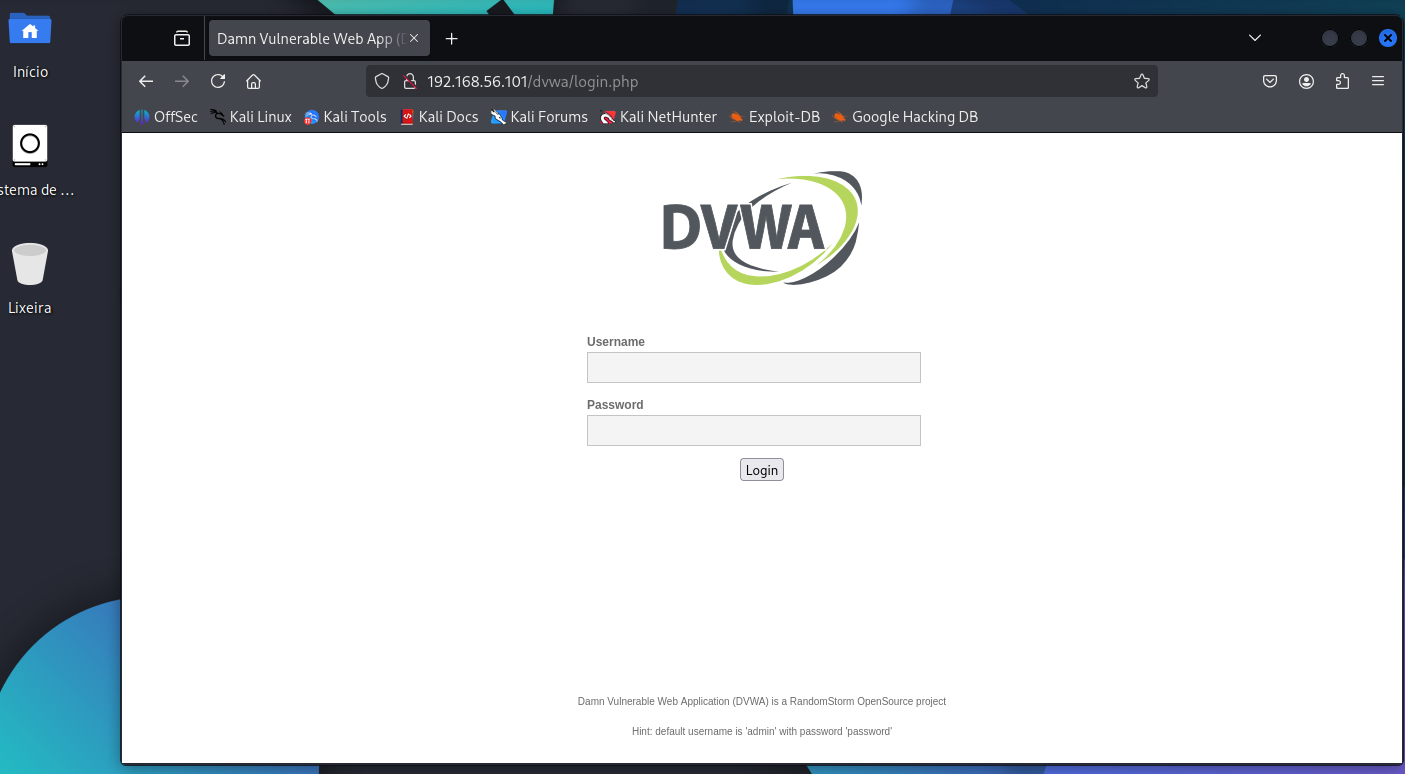 Início
stema de ...
Lixeira
Damn Vulnerable Web App (D
192.168.56.101/dvwa/login.php
OffSec Kali Linux Kali Tools Kali Docs Kali Forums Kali NetHunter Exploit-DB Google Hacking DB
DVWA
Username
Password
Login
Damn Vulnerable Web Application (DVWA) is a RandomStorm OpenSource project
Hint: default username is 'admin' with password 'password'